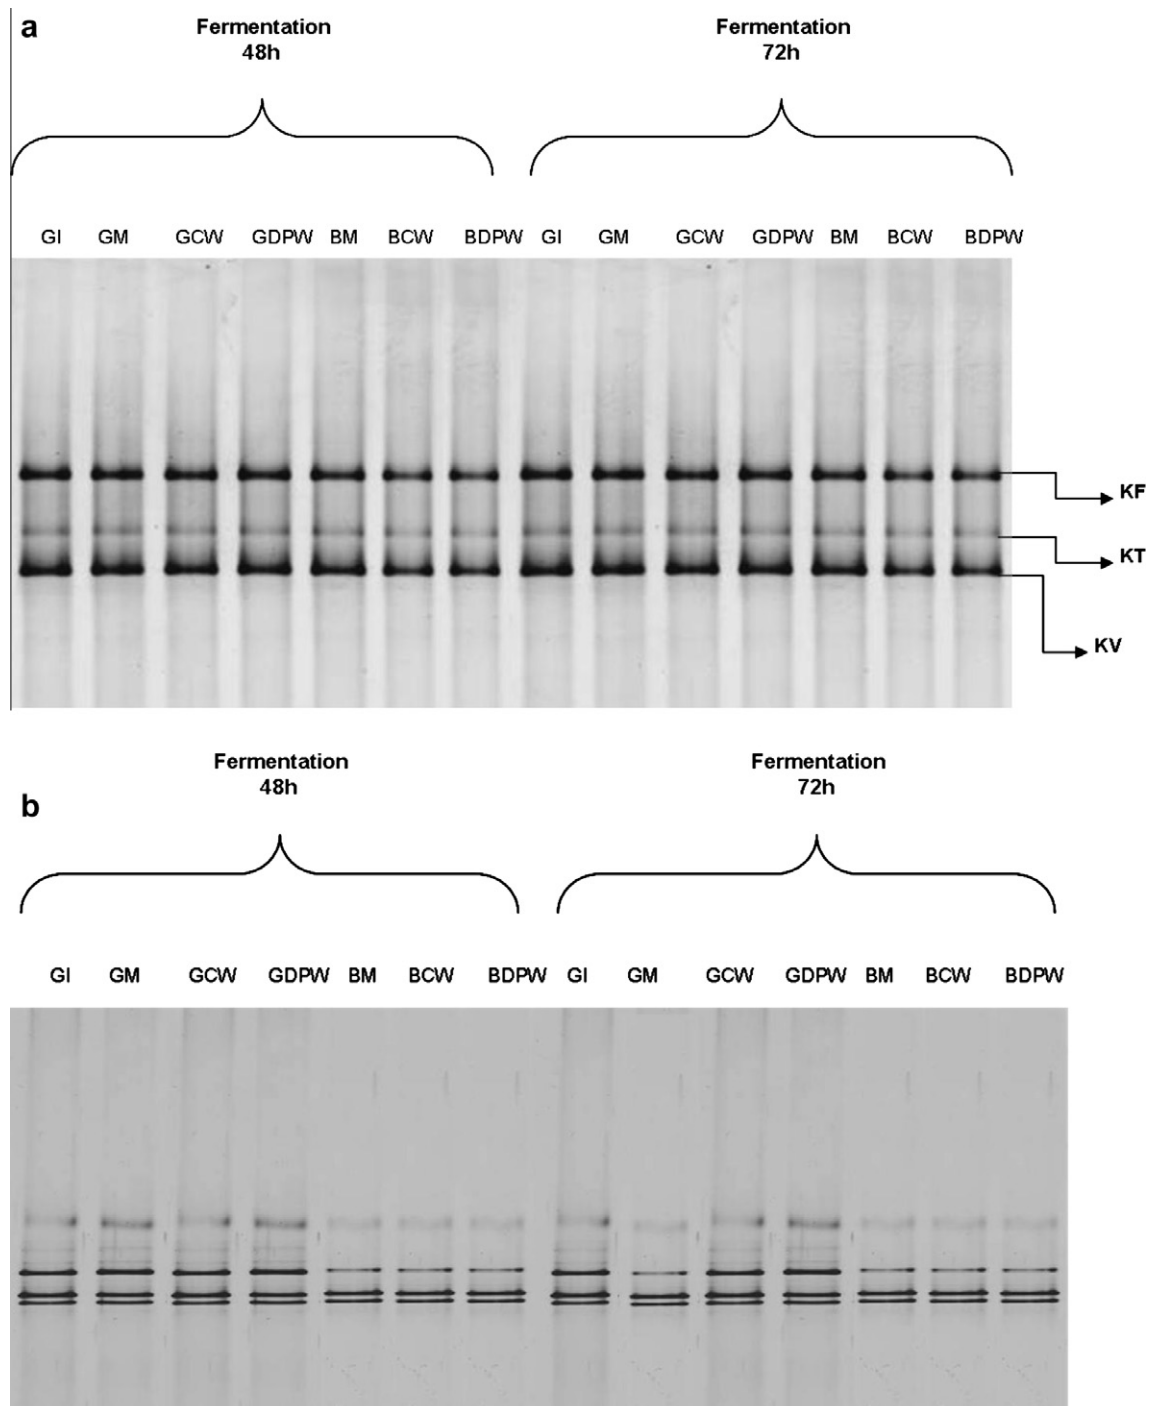 a
Fermentation
48h
Fermentation
72h
GI GM GCW GDPW BM BCW BDPW GI GM GCW GDPW BM BCW BDPW
KF
KT
KV
Fermentation
48h
Fermentation
72h
b
GI GM GCW GDPW BM BCW BDPW GI GM GCW GDPW BM BCW BDPW